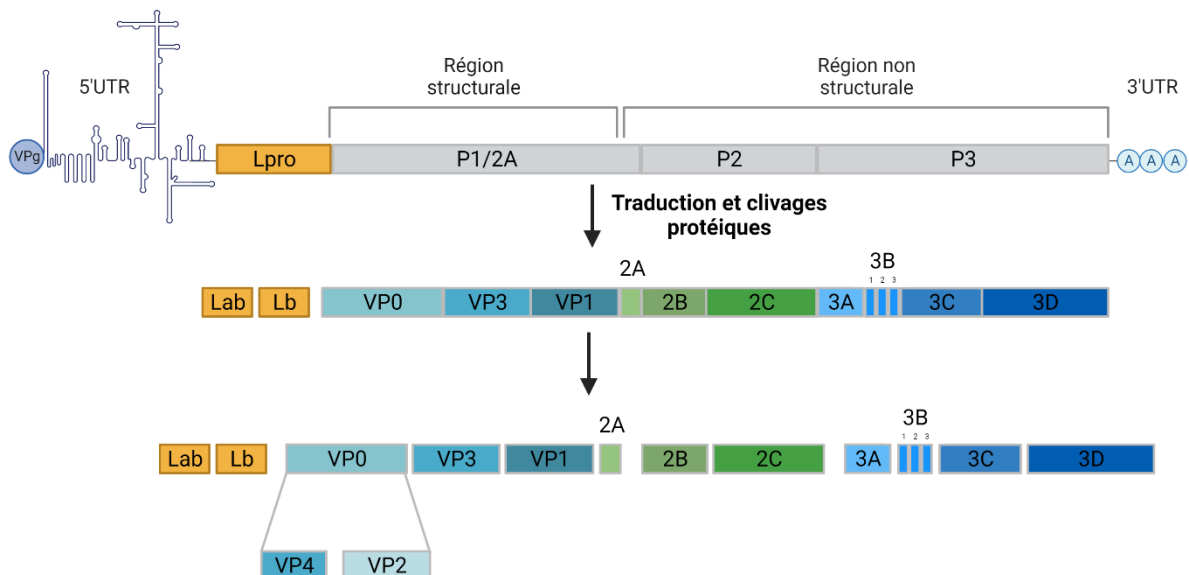 5'UTR
Région
structurale
Région non
structurale
3'UTR
VPg
Lpro
P1/2A
P2
P3
A A A
Traduction et clivages
protéiques
2A
3B
1 2 3
Lab Lb VP0 VP3 VP1 2B 2C 3A 3C 3D
2A
3B
1 2 3
Lab Lb VP0 VP3 VP1 2B 2C 3A 3C 3D
VP4 VP2